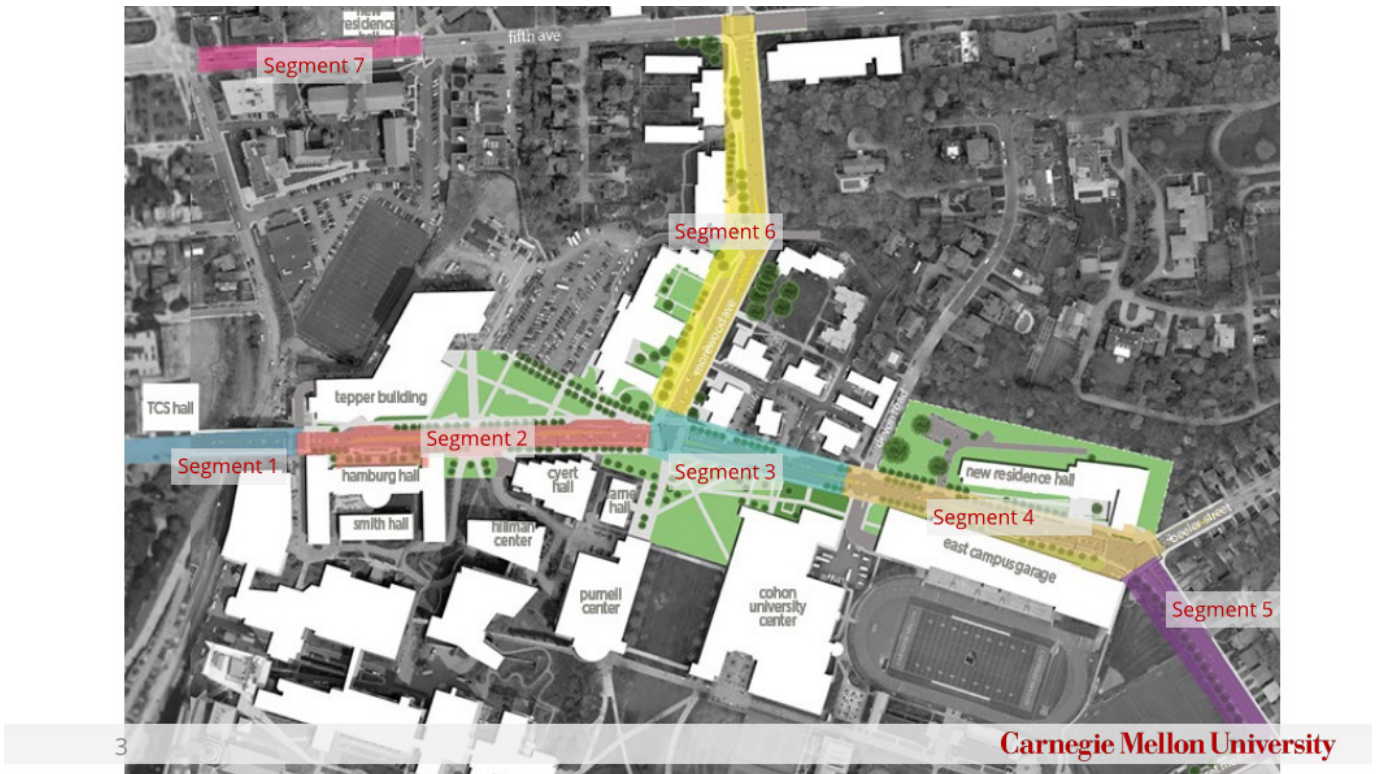 new
residence
fifth ave
Segment 7
Segment 6
morewood ave
TCS hall
tepper building
Segment 2
Segment 1
hamburg hall
cyert
hall
Segment 3
new residence hall
smith hall
hall
hillman
center
Segment 4
beeler street
east campus garage
purnell
center
cohon
university
center
Segment 5
3
Carnegie Mellon University